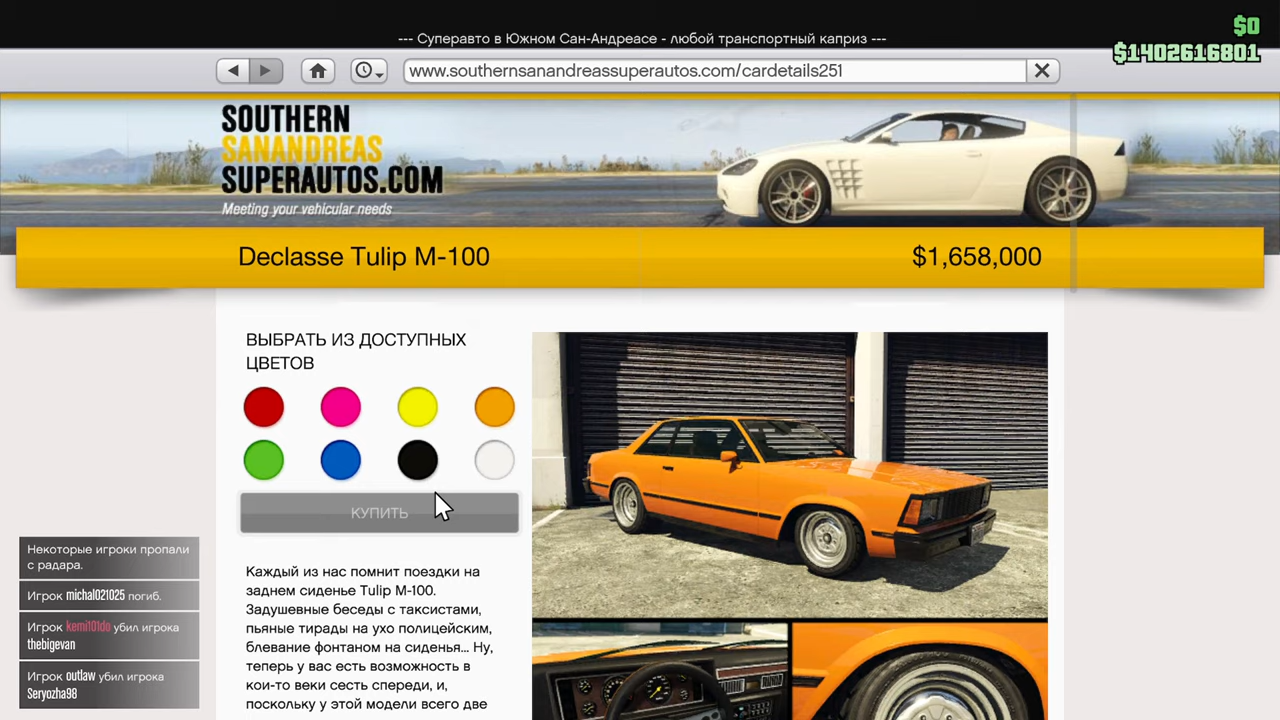 $0
--- Суперавто в Южном Сан-Андреасе - любой транспортный каприз ---
$1402616801
www.southernsanandreassuperautos.com/cardetails251
SOUTHERN
SANANDREAS
SUPERAUTOS.COM
Meeting your vehicular needs
Declasse Tulip M-100
$1,658,000
ВЫБРАТЬ ИЗ ДОСТУПНЫХ
ЦВЕТОВ
КУПИТЬ
Каждый из нас помнит поездки на
заднем сиденье Tulip M-100.
Задушевные беседы с таксистами,
пьяные тирады на ухо полицейским,
блевание фонтаном на сиденья... Ну,
теперь у вас есть возможность в
кои-то веки сесть спереди, и,
поскольку у этой модели всего две
Некоторые игроки пропали
с радара.
Игрок michal021025 погиб.
Игрок kemi101do убил игрока
thebigevan
Игрок outlaw убил игрока
Seryozha98